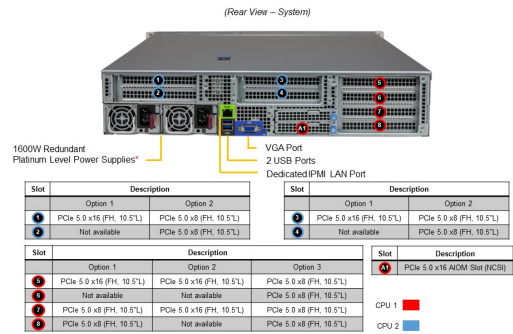 (Rear View – System)
1
2
3
4
5
6
7
8
A1
1600W Redundant
Platinum Level Power Supplies*
VGA Port
2 USB Ports
Dedicated IPMI LAN Port
Slot Description
Option 1 Option 2
1 PCIe 5.0 x16 (FH, 10.5"L) PCIe 5.0 x8 (FH, 10.5"L)
2 Not available PCIe 5.0 x8 (FH, 10.5"L)
Slot Description
Option 1 Option 2
3 PCIe 5.0 x16 (FH, 10.5"L) PCIe 5.0 x8 (FH, 10.5"L)
4 Not available PCIe 5.0 x8 (FH, 10.5"L)
Slot Description
Option 1 Option 2 Option 3
5 PCIe 5.0 x16 (FH, 10.5"L) PCIe 5.0 x16 (FH, 10.5"L) PCIe 5.0 x8 (FH, 10.5"L)
6 Not available Not available PCIe 5.0 x8 (FH, 10.5"L)
7 PCIe 5.0 x8 (FH, 10.5"L) PCIe 5.0 x16 (FH, 10.5"L) PCIe 5.0 x8 (FH, 10.5"L)
8 PCIe 5.0 x8 (FH, 10.5"L) Not available PCIe 5.0 x8 (FH, 10.5"L)
Slot Description
A1 PCIe 5.0 x16 AIOM Slot (NCSI)
CPU 1
CPU 2